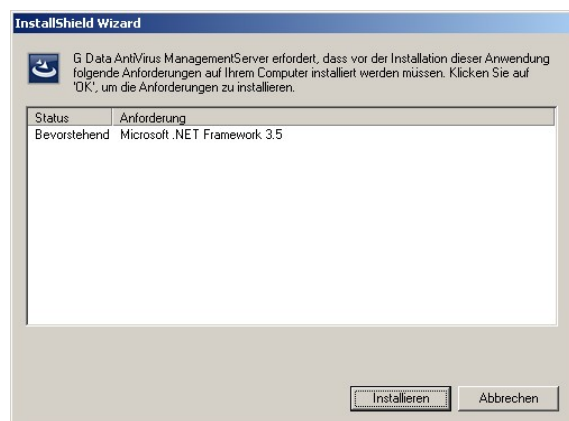 InstallShield Wizard
G Data AntiVirus ManagementServer erfordert, dass vor der Installation dieser Anwendung
folgende Anforderungen auf Ihrem Computer installiert werden müssen. Klicken Sie auf
'OK', um die Anforderungen zu installieren.
Status Anforderung
Bevorstehend Microsoft .NET Framework 3.5
Installieren Abbrechen